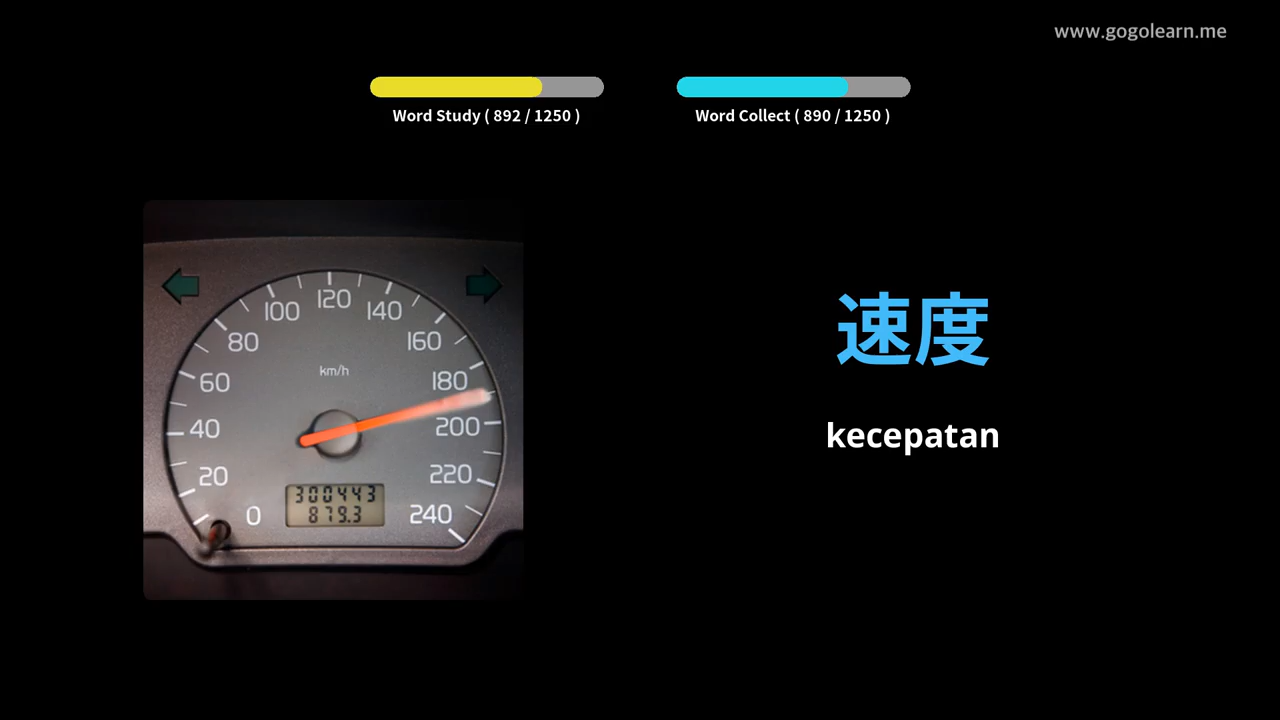 www.gogolearn.me
Word Study ( 892 / 1250 )
Word Collect ( 890 / 1250 )
0
20
40
60
80
100
120
140
160
180
200
220
240
km/h
300443
879.3
速度
kecepatan